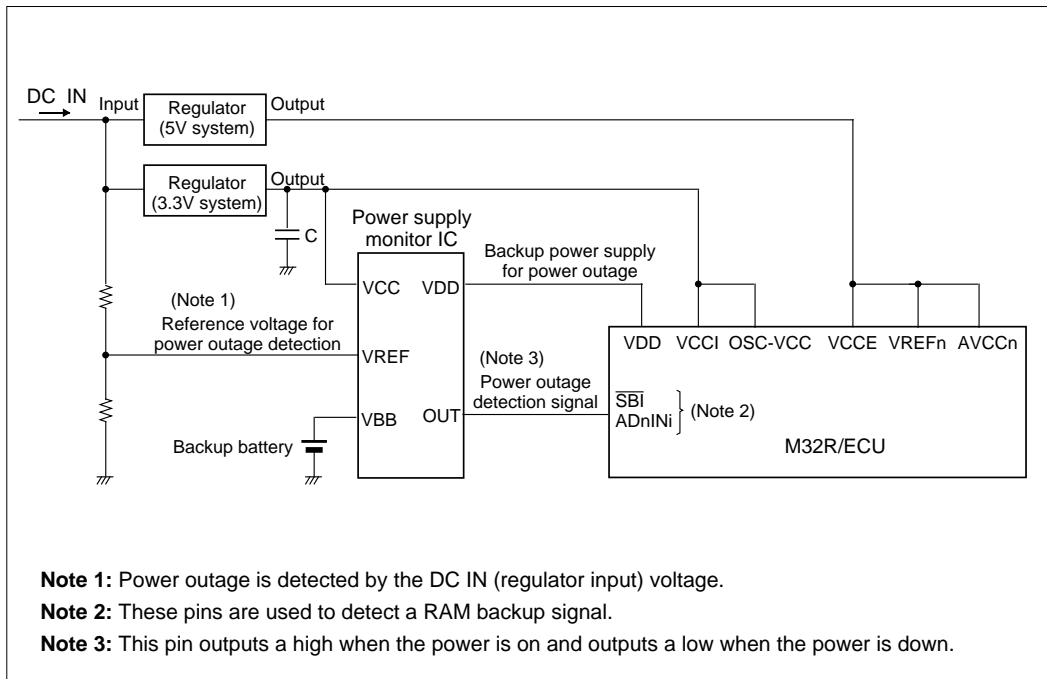 DC IN
Input
Regulator
(5V system)
Output
Regulator
(3.3V system)
Output
C
Power supply
monitor IC
Backup power supply
for power outage
VCC
VDD
(Note 1)
Reference voltage for
power outage detection
VREF
(Note 3)
Power outage
detection signal
VBB
OUT
Backup battery
VDD VCCI OSC-VCC VCCE VREFn AVCCn
SBI
ADnINi
(Note 2)
M32R/ECU
Note 1: Power outage is detected by the DC IN (regulator input) voltage.
Note 2: These pins are used to detect a RAM backup signal.
Note 3: This pin outputs a high when the power is on and outputs a low when the power is down.